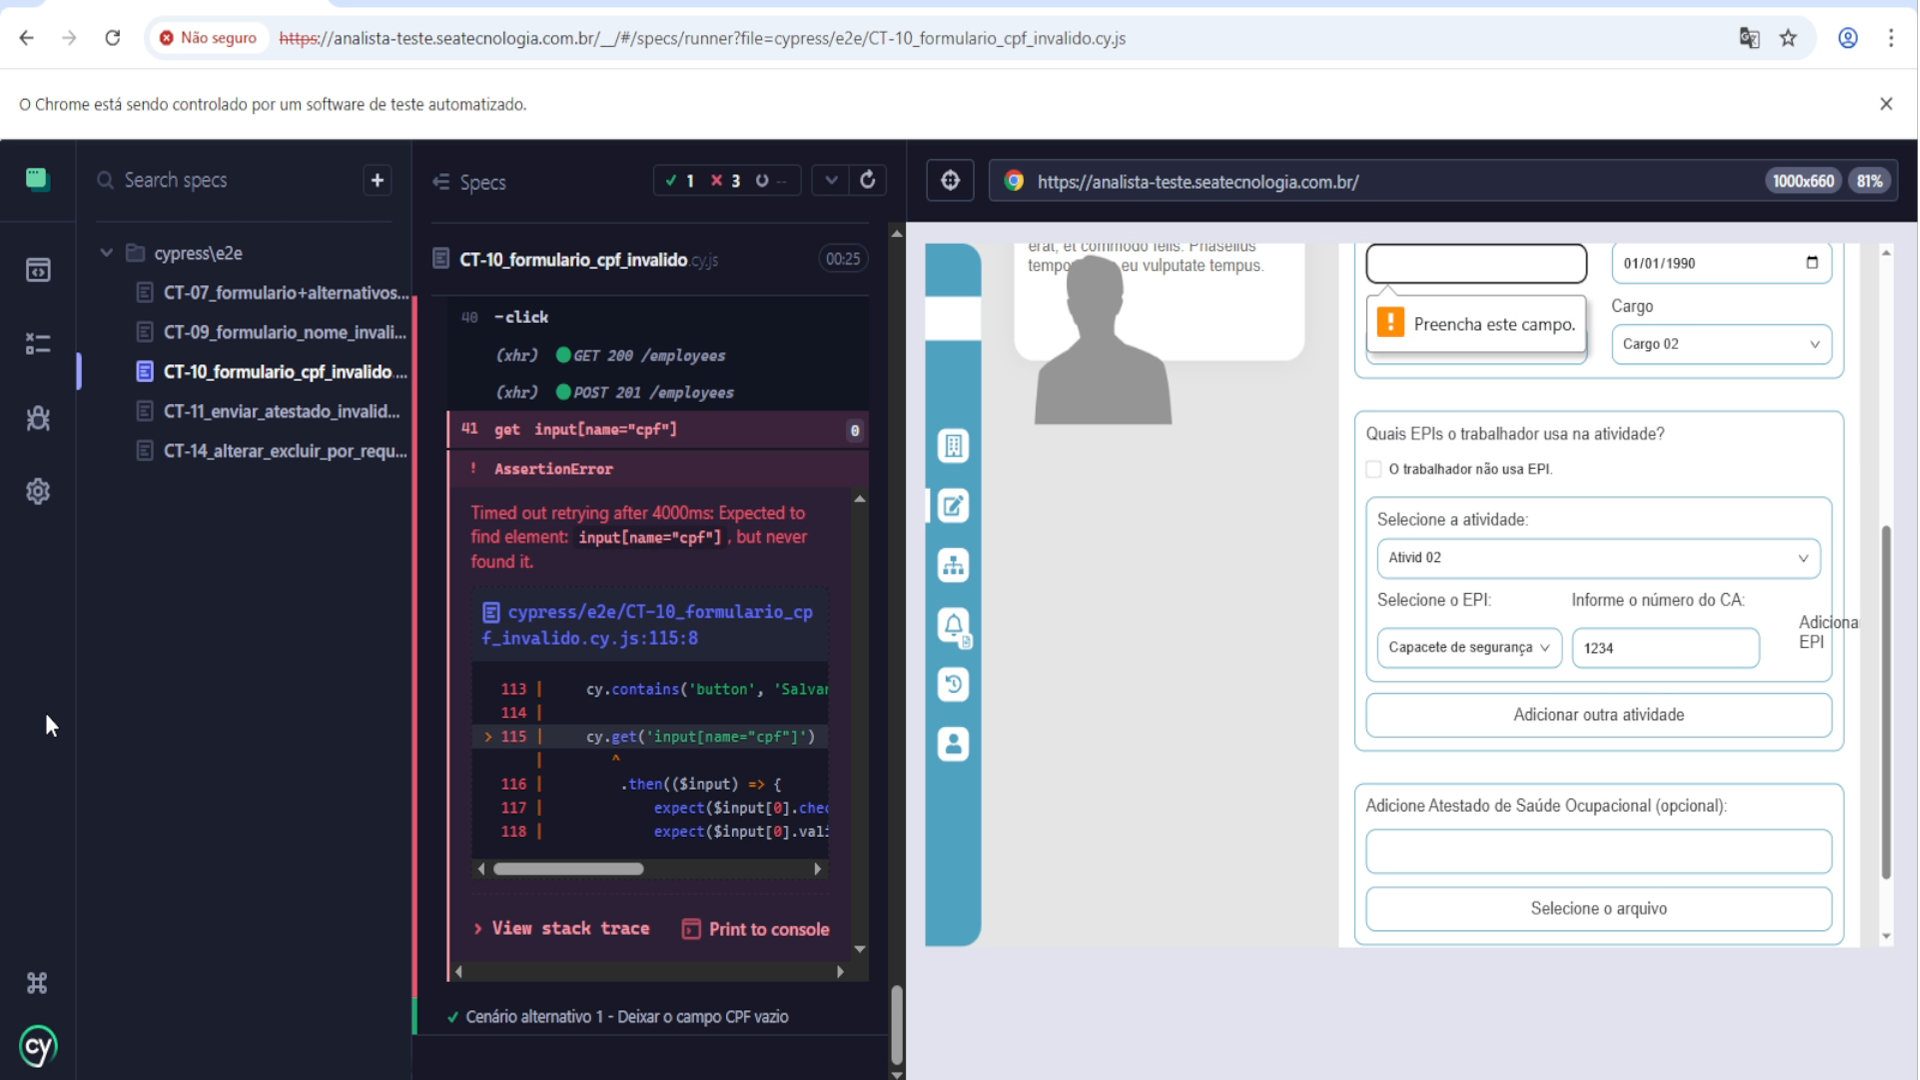 Não seguro
https://analista-teste.seatecnologia.com.br/__/#/specs/runner?file=cypress/e2e/CT-10_formulario_cpf_invalido.cy.js
O Chrome está sendo controlado por um software de teste automatizado.
Search specs
+
cypress\e2e
CT-07_formulario+alternativos...
CT-09_formulario_nome_invali...
CT-10_formulario_cpf_invalido....
CT-11_enviar_atestado_invalid...
CT-14_alterar_excluir_por_requ...
cy
Specs
1 3 --
CT-10_formulario_cpf_invalido.cy.js 00:25
40 -click
(xhr) GET 200 /employees
(xhr) POST 201 /employees
41 get input[name="cpf"] 0
! AssertionError
Timed out retrying after 4000ms: Expected to
find element: input[name="cpf"], but never
found it.
cypress/e2e/CT-10_formulario_cp
f_invalido.cy.js:115:8
113 | cy.contains('button', 'Salvar
114 |
> 115 | cy.get('input[name="cpf"]')
| ^
116 | .then(($input) => {
117 | expect($input[0].chec
118 | expect($input[0].vali
> View stack trace
Print to console
Cenário alternativo 1 - Deixar o campo CPF vazio
https://analista-teste.seatecnologia.com.br/
1000x660 81%
erat, et commodo felis. Phasellus
eu vulputate tempus.
01/01/1990
Preencha este campo.
Cargo
Cargo 02
Quais EPIs o trabalhador usa na atividade?
O trabalhador não usa EPI.
Selecione a atividade:
Ativid 02
Selecione o EPI:
Informe o número do CA:
Capacete de segurança
1234
Adiciona
EPI
Adicionar outra atividade
Adicione Atestado de Saúde Ocupacional (opcional):
Selecione o arquivo